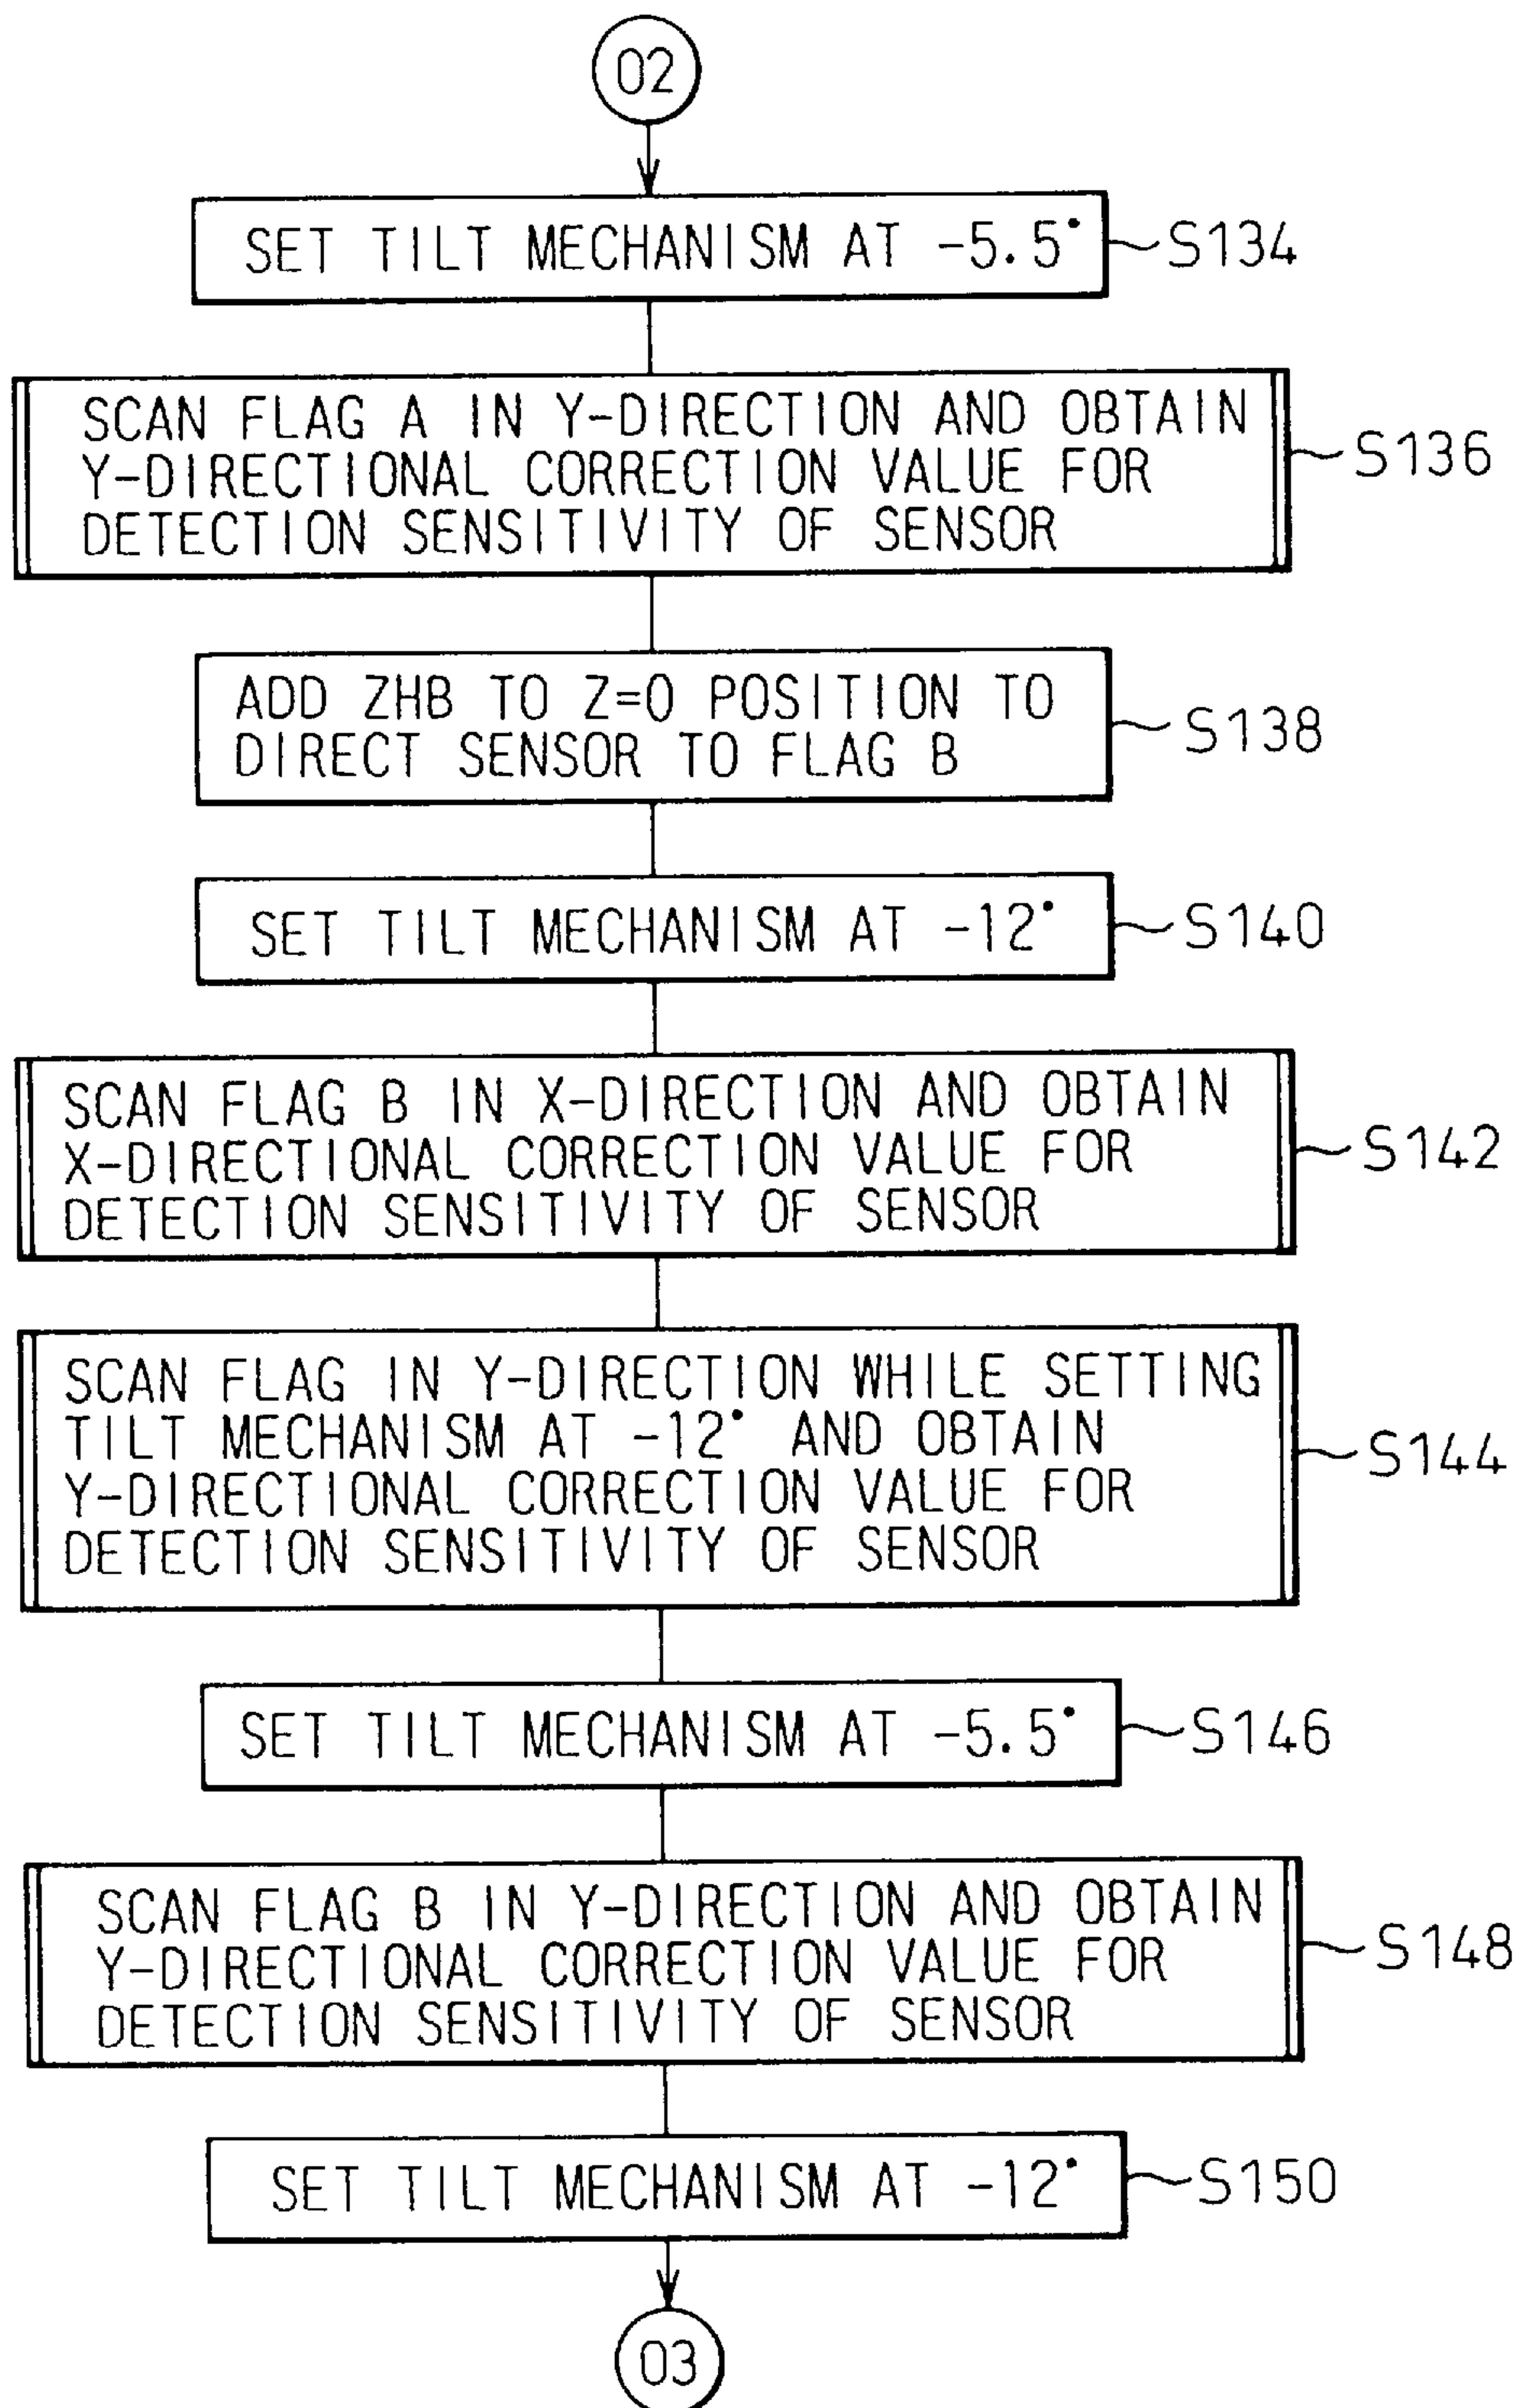 02
SET TILT MECHANISM AT -5.5°
S134
SCAN FLAG A IN Y-DIRECTION AND OBTAIN
Y-DIRECTIONAL CORRECTION VALUE FOR
DETECTION SENSITIVITY OF SENSOR
S136
ADD ZHB TO Z=0 POSITION TO
DIRECT SENSOR TO FLAG B
S138
SET TILT MECHANISM AT -12°
S140
SCAN FLAG B IN X-DIRECTION AND OBTAIN
X-DIRECTIONAL CORRECTION VALUE FOR
DETECTION SENSITIVITY OF SENSOR
S142
SCAN FLAG IN Y-DIRECTION WHILE SETTING
TILT MECHANISM AT -12° AND OBTAIN
Y-DIRECTIONAL CORRECTION VALUE FOR
DETECTION SENSITIVITY OF SENSOR
S144
SET TILT MECHANISM AT -5.5°
S146
SCAN FLAG B IN Y-DIRECTION AND OBTAIN
Y-DIRECTIONAL CORRECTION VALUE FOR
DETECTION SENSITIVITY OF SENSOR
S148
SET TILT MECHANISM AT -12°
S150
03